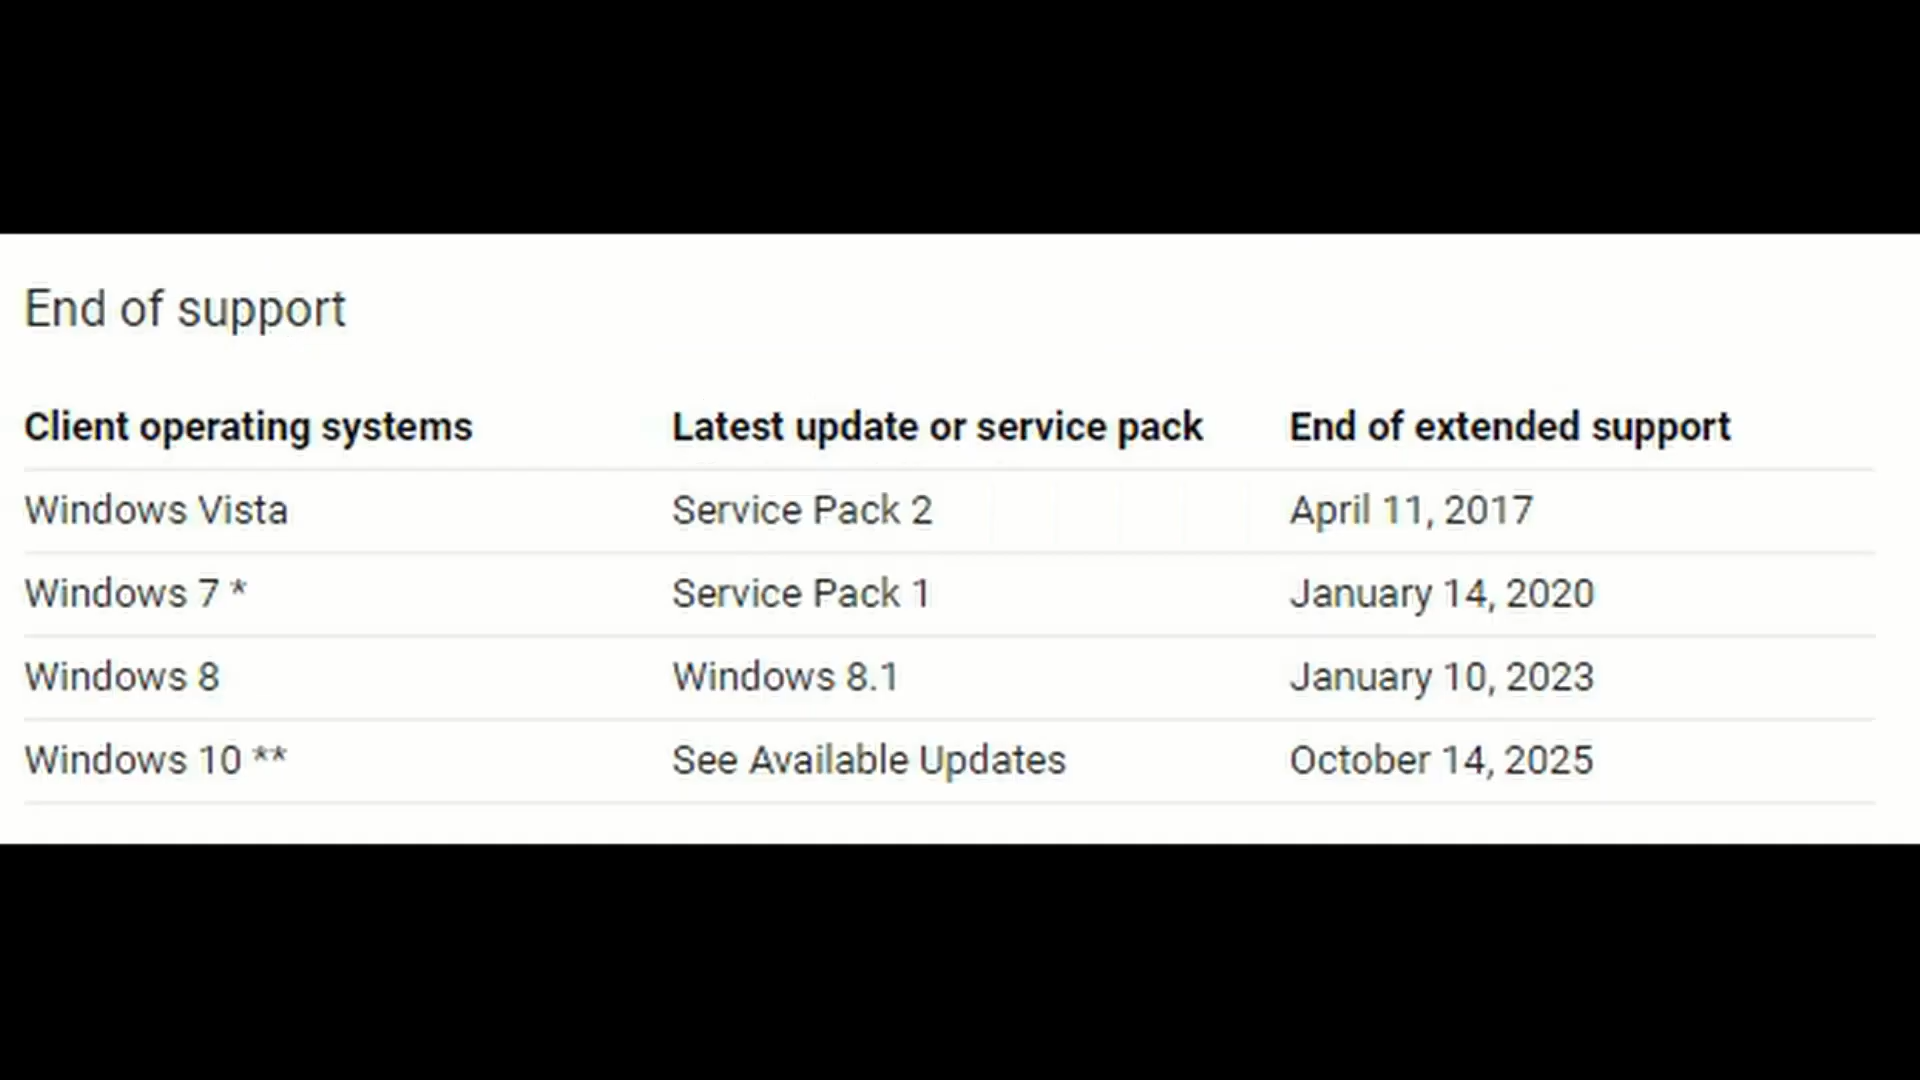 End of support
Client operating systems Latest update or service pack End of extended support
Windows Vista Service Pack 2 April 11, 2017
Windows 7 * Service Pack 1 January 14, 2020
Windows 8 Windows 8.1 January 10, 2023
Windows 10 ** See Available Updates October 14, 2025